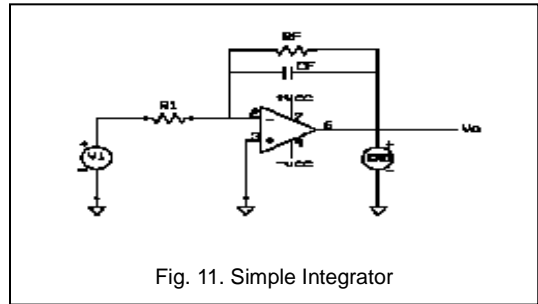 RF
CF
+VCC
R1
2
7
6
Vo
3
4
V1
-VCC
Fig. 11. Simple Integrator